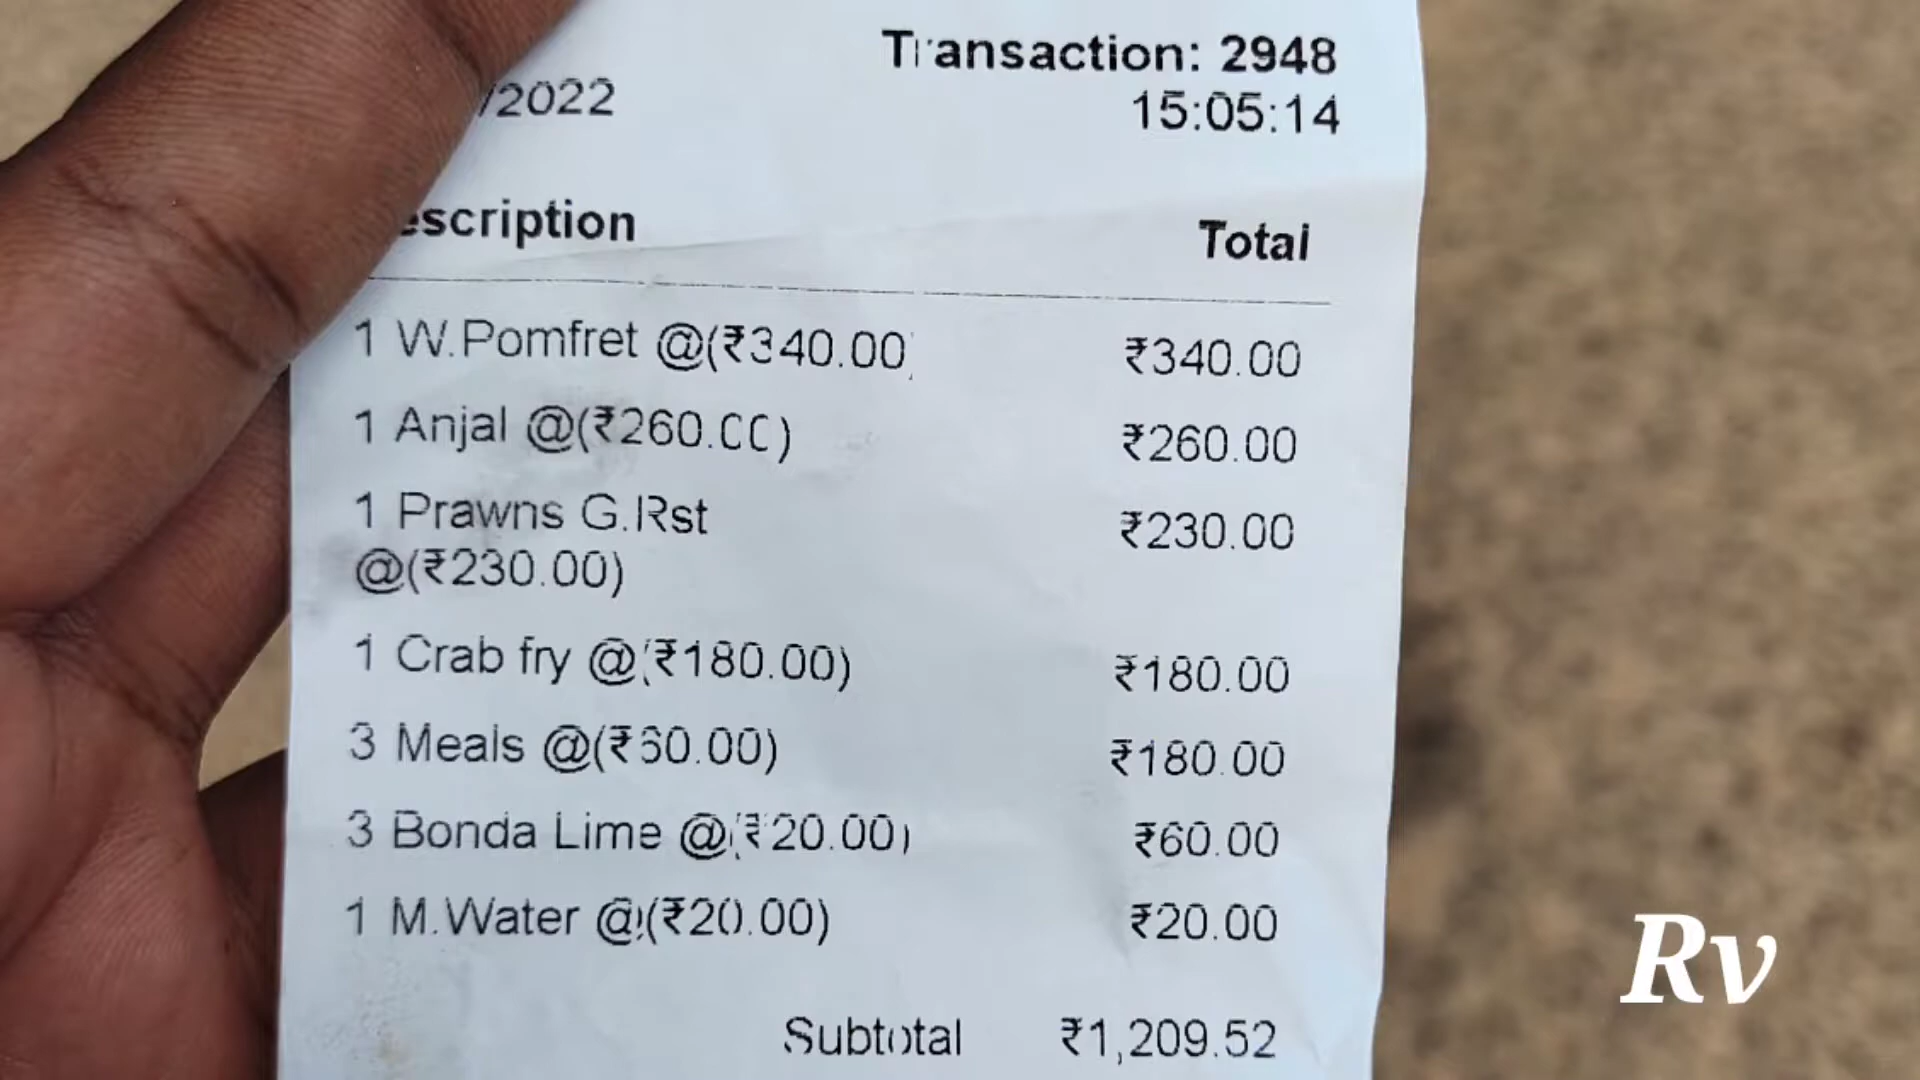 Transaction: 2948
/2022 15:05:14
escription Total
1 W.Pomfret @(₹340.00) ₹340.00
1 Anjal @(₹260.00) ₹260.00
1 Prawns G.Rst ₹230.00
@(₹230.00)
1 Crab fry @(₹180.00) ₹180.00
3 Meals @(₹60.00) ₹180.00
3 Bonda Lime @(₹20.00) ₹60.00
1 M.Water @(₹20.00) ₹20.00
Subtotal ₹1,209.52
Rv